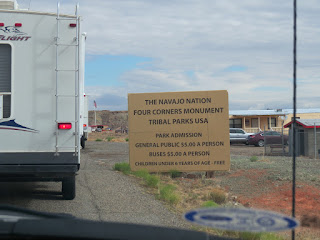 LIGHT
THE NAVAJO NATION
FOUR CORNERS MONUMENT
TRIBAL PARKS USA
PARK ADMISSION
GENERAL PUBLIC $5.00 A PERSON
BUSES $5.00 A PERSON
CHILDREN UNDER 6 YEARS OF AGE - FREE